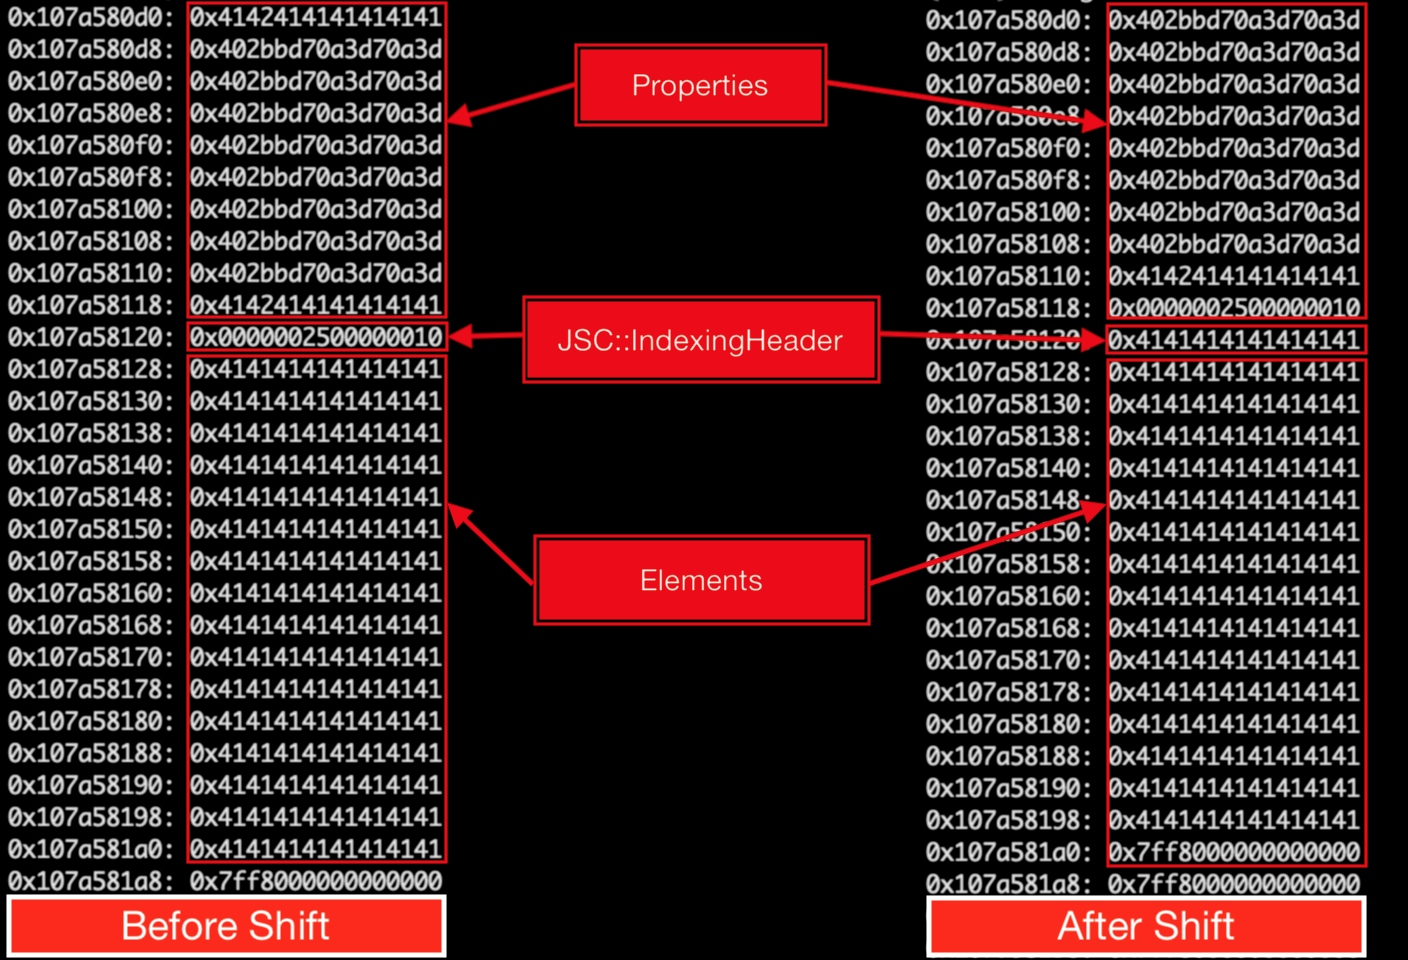 0x107a580d0: 0x4142414141414141
0x107a580d8: 0x402bbd70a3d70a3d
0x107a580e0: 0x402bbd70a3d70a3d
0x107a580e8: 0x402bbd70a3d70a3d
0x107a580f0: 0x402bbd70a3d70a3d
0x107a580f8: 0x402bbd70a3d70a3d
0x107a58100: 0x402bbd70a3d70a3d
0x107a58108: 0x402bbd70a3d70a3d
0x107a58110: 0x402bbd70a3d70a3d
0x107a58118: 0x4142414141414141
0x107a58120: 0x0000002500000010
0x107a58128: 0x4141414141414141
0x107a58130: 0x4141414141414141
0x107a58138: 0x4141414141414141
0x107a58140: 0x4141414141414141
0x107a58148: 0x4141414141414141
0x107a58150: 0x4141414141414141
0x107a58158: 0x4141414141414141
0x107a58160: 0x4141414141414141
0x107a58168: 0x4141414141414141
0x107a58170: 0x4141414141414141
0x107a58178: 0x4141414141414141
0x107a58180: 0x4141414141414141
0x107a58188: 0x4141414141414141
0x107a58190: 0x4141414141414141
0x107a58198: 0x4141414141414141
0x107a581a0: 0x4141414141414141
0x107a581a8: 0x7ff8000000000000
Before Shift
Properties
JSC::IndexingHeader
Elements
0x107a580d0: 0x402bbd70a3d70a3d
0x107a580d8: 0x402bbd70a3d70a3d
0x107a580e0: 0x402bbd70a3d70a3d
0x107a580e8: 0x402bbd70a3d70a3d
0x107a580f0: 0x402bbd70a3d70a3d
0x107a580f8: 0x402bbd70a3d70a3d
0x107a58100: 0x402bbd70a3d70a3d
0x107a58108: 0x402bbd70a3d70a3d
0x107a58110: 0x4142414141414141
0x107a58118: 0x0000002500000010
0x107a58120: 0x4141414141414141
0x107a58128: 0x4141414141414141
0x107a58130: 0x4141414141414141
0x107a58138: 0x4141414141414141
0x107a58140: 0x4141414141414141
0x107a58148: 0x4141414141414141
0x107a58150: 0x4141414141414141
0x107a58158: 0x4141414141414141
0x107a58160: 0x4141414141414141
0x107a58168: 0x4141414141414141
0x107a58170: 0x4141414141414141
0x107a58178: 0x4141414141414141
0x107a58180: 0x4141414141414141
0x107a58188: 0x4141414141414141
0x107a58190: 0x4141414141414141
0x107a58198: 0x4141414141414141
0x107a581a0: 0x7ff8000000000000
0x107a581a8: 0x7ff8000000000000
After Shift